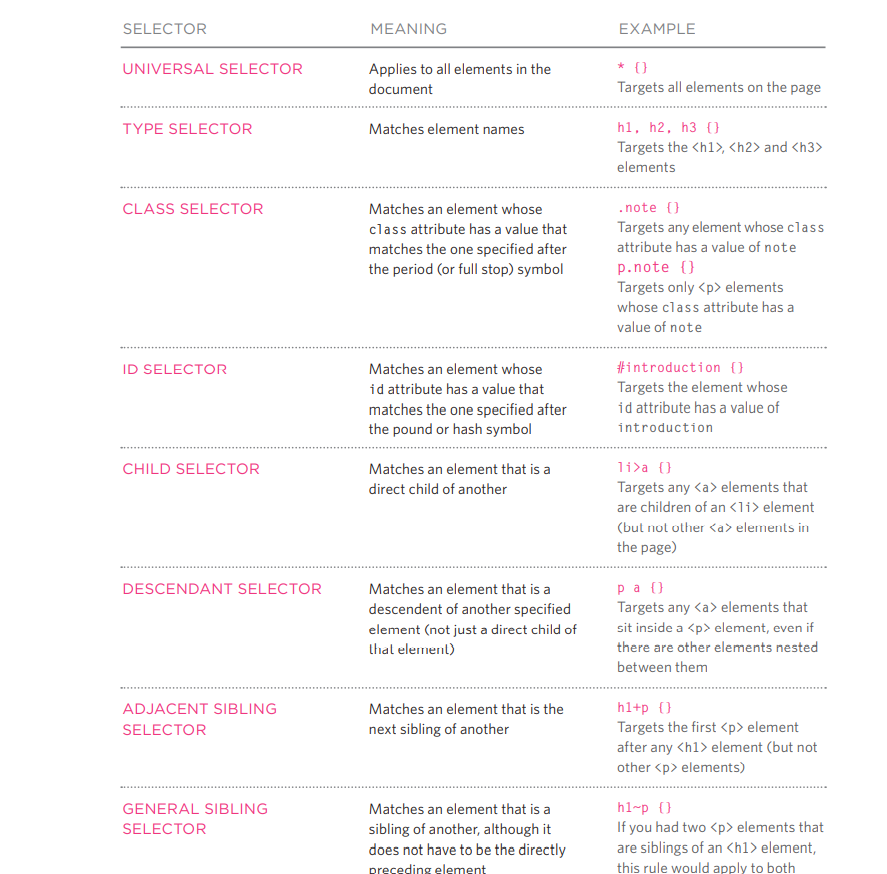 SELECTOR MEANING EXAMPLE
UNIVERSAL SELECTOR Applies to all elements in the * {}
document Targets all elements on the page
TYPE SELECTOR Matches element names h1, h2, h3 {}
Targets the <h1>, <h2> and <h3>
elements
CLASS SELECTOR Matches an element whose .note {}
class attribute has a value that Targets any element whose class
matches the one specified after attribute has a value of note
the period (or full stop) symbol p.note {}
Targets only <p> elements
whose class attribute has a
value of note
ID SELECTOR Matches an element whose #introduction {}
id attribute has a value that Targets the element whose
matches the one specified after id attribute has a value of
the pound or hash symbol introduction
CHILD SELECTOR Matches an element that is a li>a {}
direct child of another Targets any <a> elements that
are children of an <li> element
(but not other <a> elements in
the page)
DESCENDANT SELECTOR Matches an element that is a p a {}
descendent of another specified Targets any <a> elements that
element (not just a direct child of sit inside a <p> element, even if
that element) there are other elements nested
between them
ADJACENT SIBLING Matches an element that is the h1+p {}
SELECTOR next sibling of another Targets the first <p> element
after any <h1> element (but not
other <p> elements)
GENERAL SIBLING Matches an element that is a h1~p {}
SELECTOR sibling of another, although it If you had two <p> elements that
does not have to be the directly are siblings of an <h1> element,
preceding element this rule would apply to both